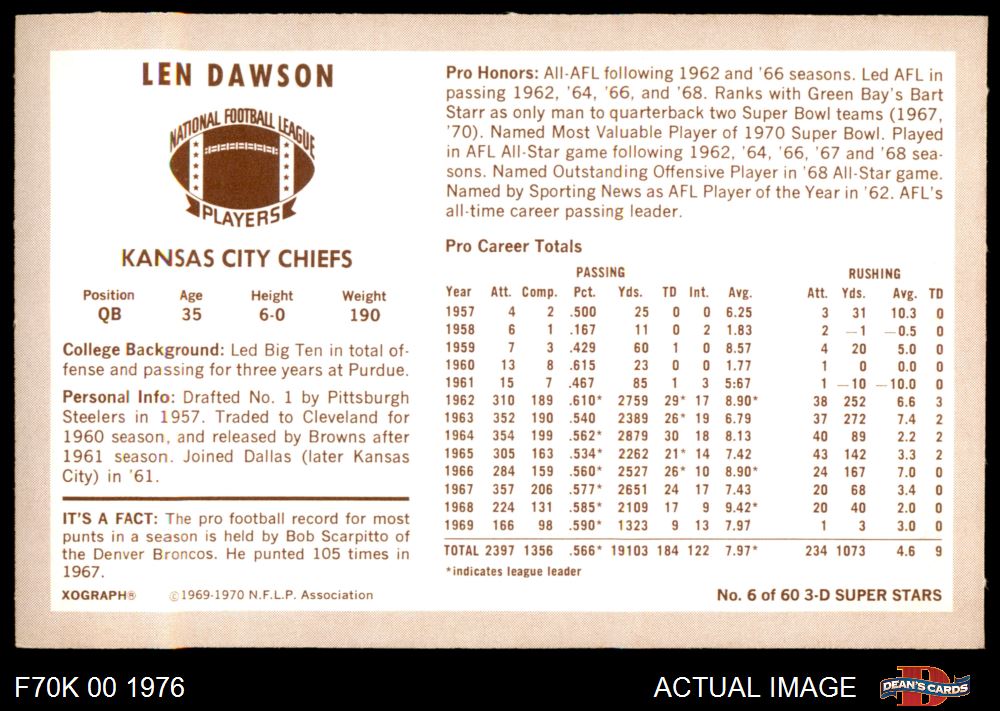 LEN DAWSON
NATIONAL FOOTBALL LEAGUE
PLAYERS
KANSAS CITY CHIEFS
Position Age Height Weight
QB 35 6-0 190
College Background: Led Big Ten in total of-
fense and passing for three years at Purdue.
Personal Info: Drafted No. 1 by Pittsburgh
Steelers in 1957. Traded to Cleveland for
1960 season, and released by Browns after
1961 season. Joined Dallas (later Kansas
City) in '61.
IT'S A FACT: The pro football record for most
punts in a season is held by Bob Scarpitto of
the Denver Broncos. He punted 105 times in
1967.
XOGRAPH® ©1969-1970 N.F.L.P. Association
Pro Honors: All-AFL following 1962 and '66 seasons. Led AFL in
passing 1962, '64, '66, and '68. Ranks with Green Bay's Bart
Starr as only man to quarterback two Super Bowl teams (1967,
'70). Named Most Valuable Player of 1970 Super Bowl. Played
in AFL All-Star game following 1962, '64, '66, '67 and '68 sea-
sons. Named Outstanding Offensive Player in '68 All-Star game.
Named by Sporting News as AFL Player of the Year in '62. AFL's
all-time career passing leader.
Pro Career Totals
PASSING RUSHING
Year Att. Comp. Pct. Yds. TD Int. Avg. Att. Yds. Avg. TD
1957 4 2 .500 25 0 0 6.25 3 31 10.3 0
1958 6 1 .167 11 0 2 1.83 2 —1 —0.5 0
1959 7 3 .429 60 1 0 8.57 4 20 5.0 0
1960 13 8 .615 23 0 0 1.77 1 0 0.0 0
1961 15 7 .467 85 1 3 5:67 1 —10 —10.0 0
1962 310 189 .610* 2759 29* 17 8.90* 38 252 6.6 3
1963 352 190 .540 2389 26* 19 6.79 37 272 7.4 2
1964 354 199 .562* 2879 30 18 8.13 40 89 2.2 2
1965 305 163 .534* 2262 21* 14 7.42 43 142 3.3 2
1966 284 159 .560* 2527 26* 10 8.90* 24 167 7.0 0
1967 357 206 .577* 2651 24 17 7.43 20 68 3.4 0
1968 224 131 .585* 2109 17 9 9.42* 20 40 2.0 0
1969 166 98 .590* 1323 9 13 7.97 1 3 3.0 0
TOTAL 2397 1356 .566* 19103 184 122 7.97* 234 1073 4.6 9
*indicates league leader
No. 6 of 60 3-D SUPER STARS
F70K 00 1976
ACTUAL IMAGE
D
DEAN'S CARDS